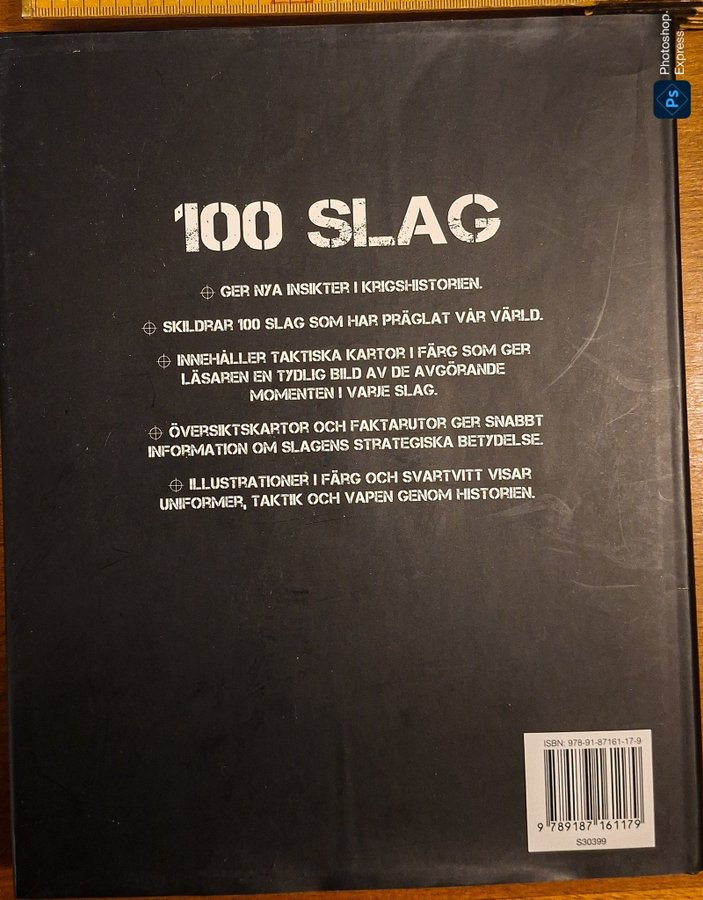 Photoshop
Express
Ps
100 SLAG
GER NYA INSIKTER I KRIGSHISTORIEN.
SKILDRAR 100 SLAG SOM HAR PRÄGLAT VÅR VÄRLD.
INNEHÅLLER TAKTISKA KARTOR I FÄRG SOM GER
LÄSAREN EN TYDLIG BILD AV DE AVGÖRANDE
MOMENTEN I VARJE SLAG.
ÖVERSIKTSKARTOR OCH FAKTARUTOR GER SNABBT
INFORMATION OM SLAGENS STRATEGISKA BETYDELSE.
ILLUSTRATIONER I FÄRG OCH SVARTVITT VISAR
UNIFORMER, TAKTIK OCH VAPEN GENOM HISTORIEN.
ISBN: 978-91-87161-17-9
9 789187 161179
S30399